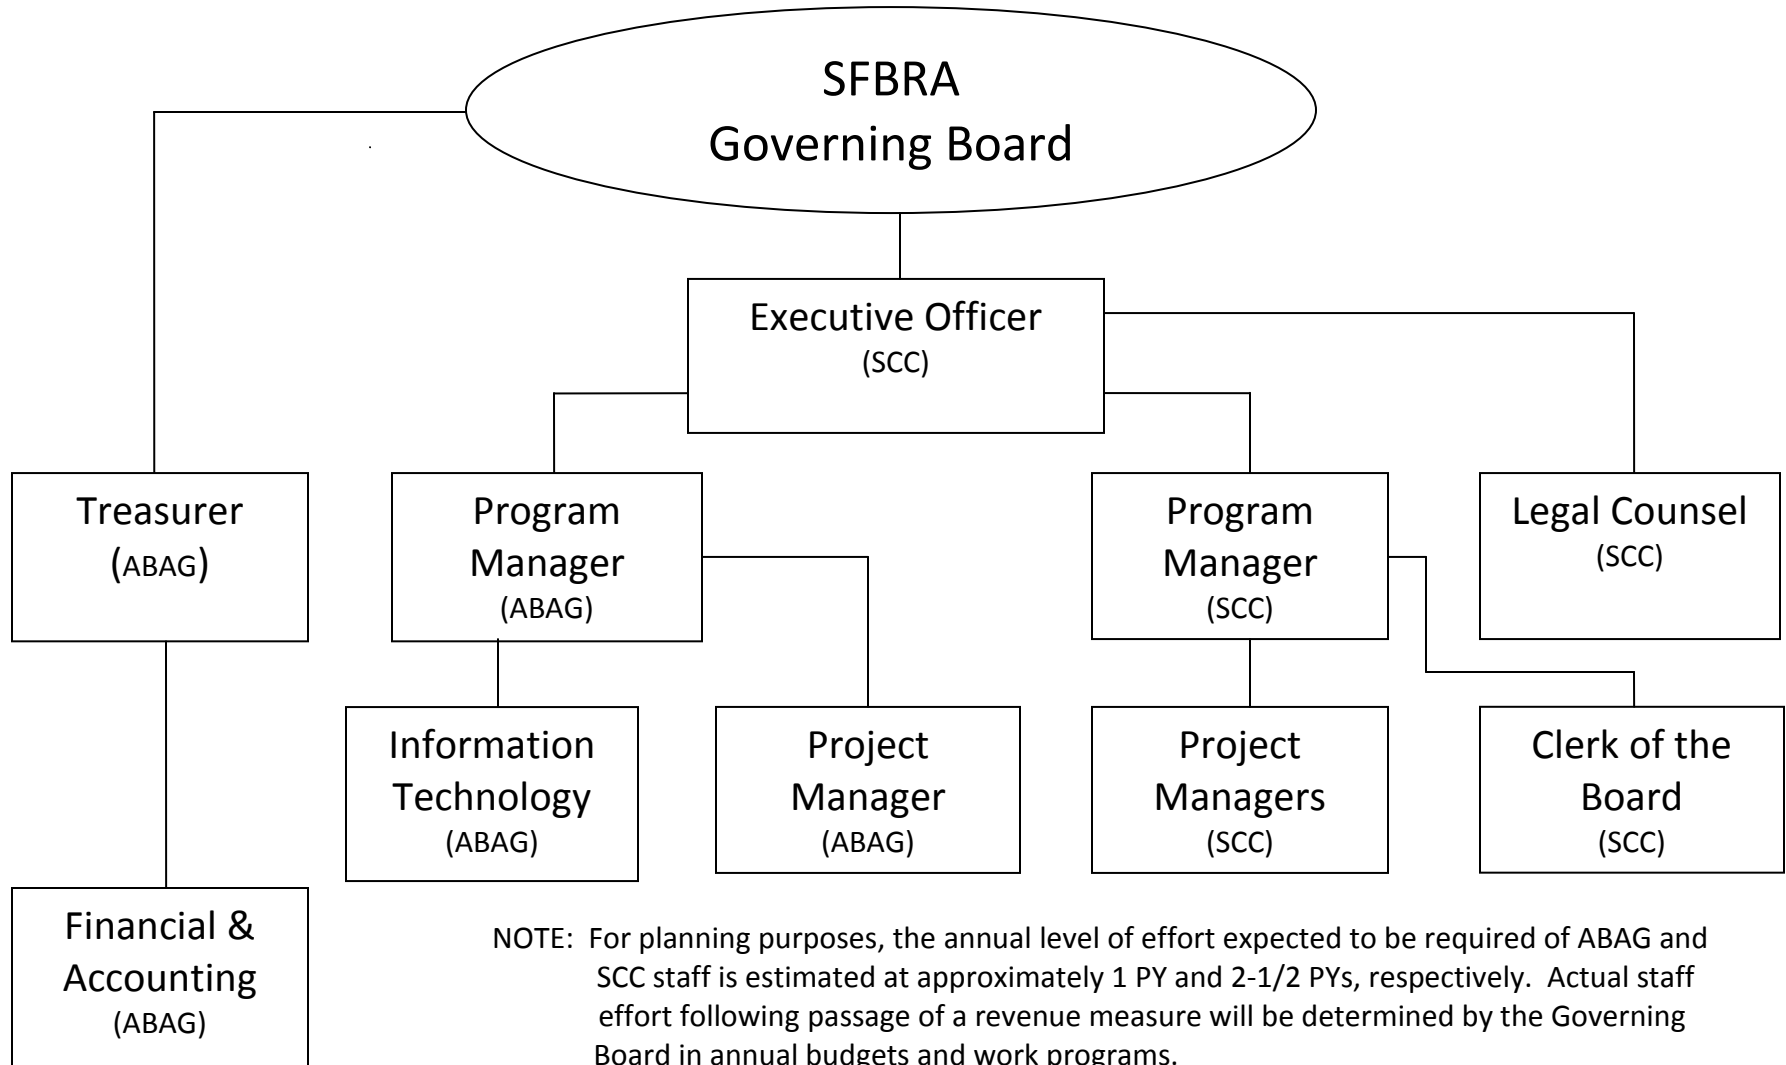 SFBRA
Governing Board
Executive Officer
(SCC)
Treasurer
(ABAG)
Program
Manager
(ABAG)
Program
Manager
(SCC)
Legal Counsel
(SCC)
Information
Technology
(ABAG)
Project
Manager
(ABAG)
Project
Managers
(SCC)
Clerk of the
Board
(SCC)
Financial &
Accounting
(ABAG)
NOTE: For planning purposes, the annual level of effort expected to be required of ABAG and
SCC staff is estimated at approximately 1 PY and 2-1/2 PYs, respectively. Actual staff
effort following passage of a revenue measure will be determined by the Governing
Board in annual budgets and work programs.